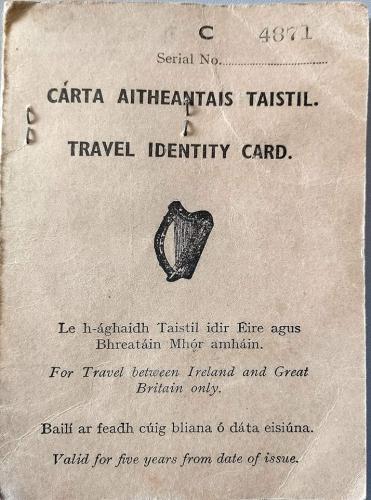 C 4871
Serial No.
CÁRTA AITHEANTAIS TAISTIL.
TRAVEL IDENTITY CARD.
Le h-ághaidh Taistil idir Éire agus
Bhreatáin Mhór amháin.
For Travel between Ireland and Great
Britain only.
Bailí ar feadh cúig bliana ó dáta eisiúna.
Valid for five years from date of issue.